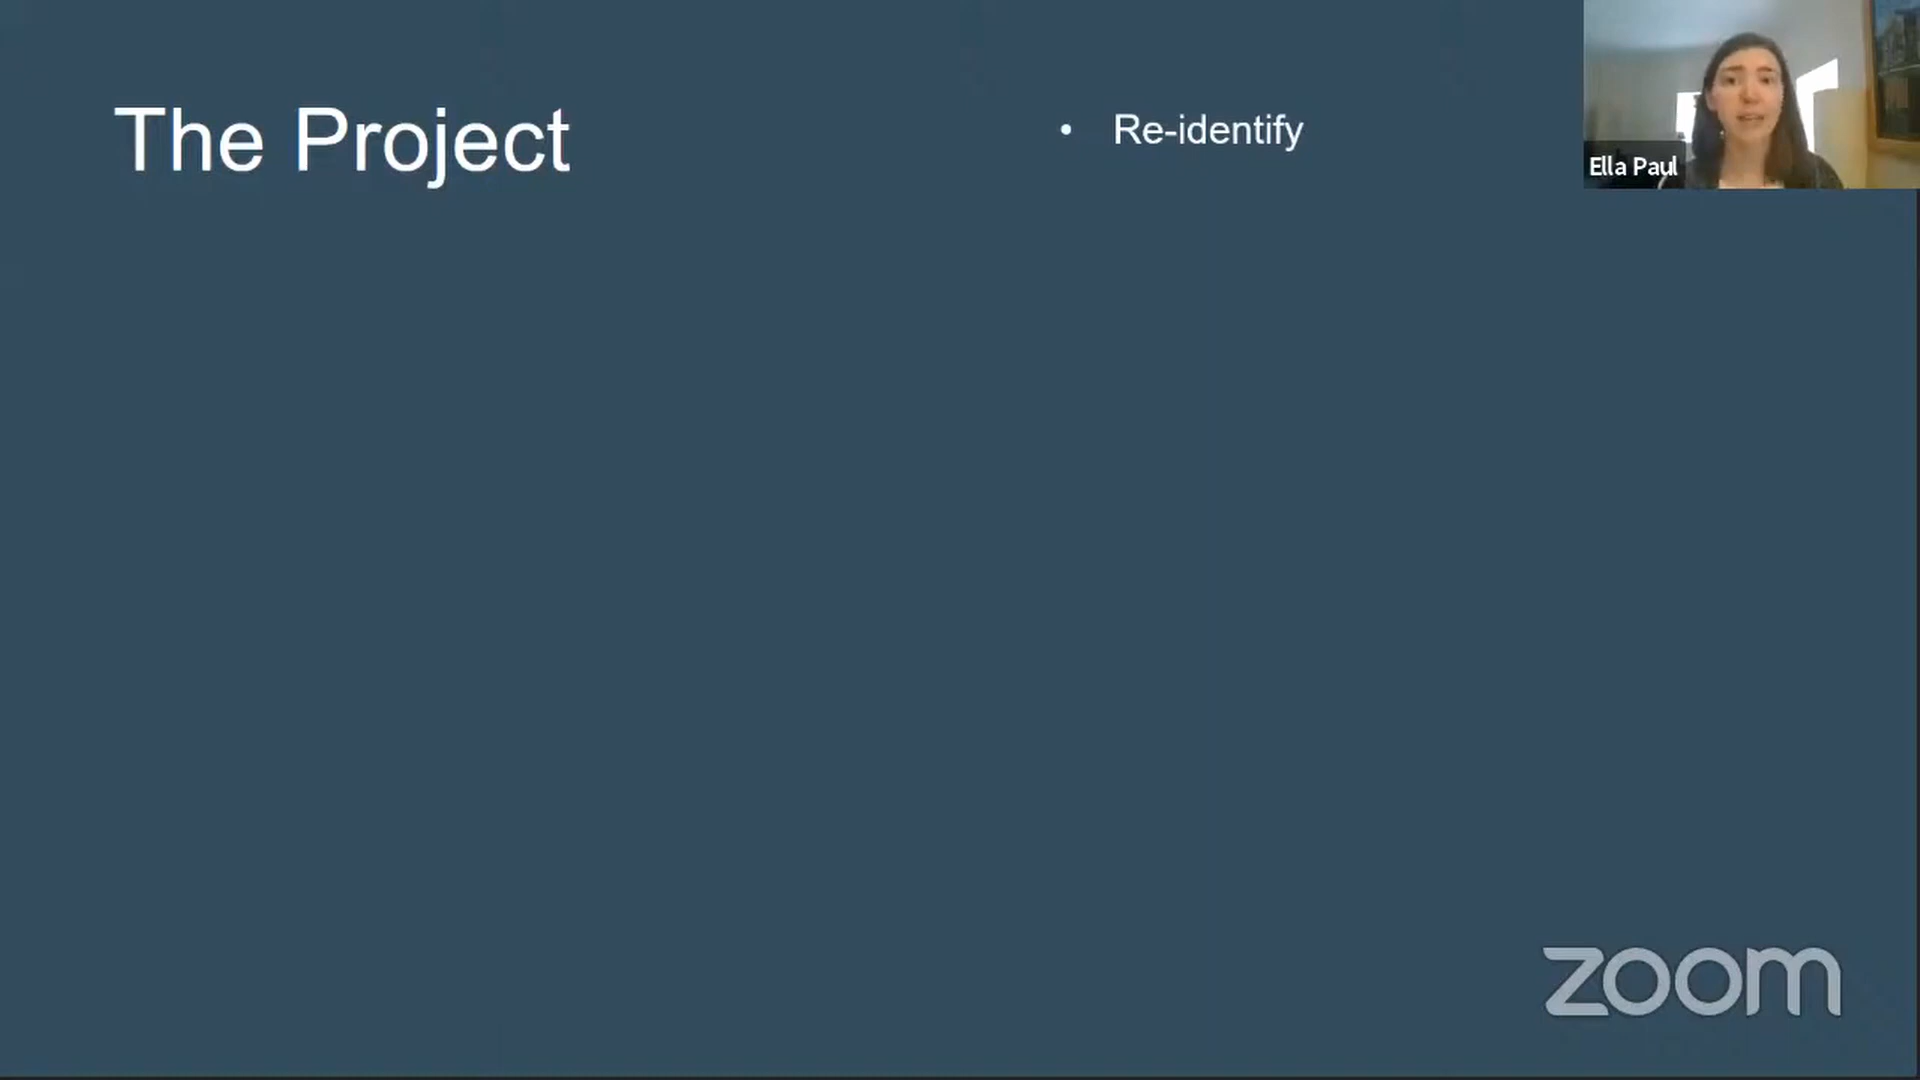 The Project
• Re-identify
Ella Paul
zoom